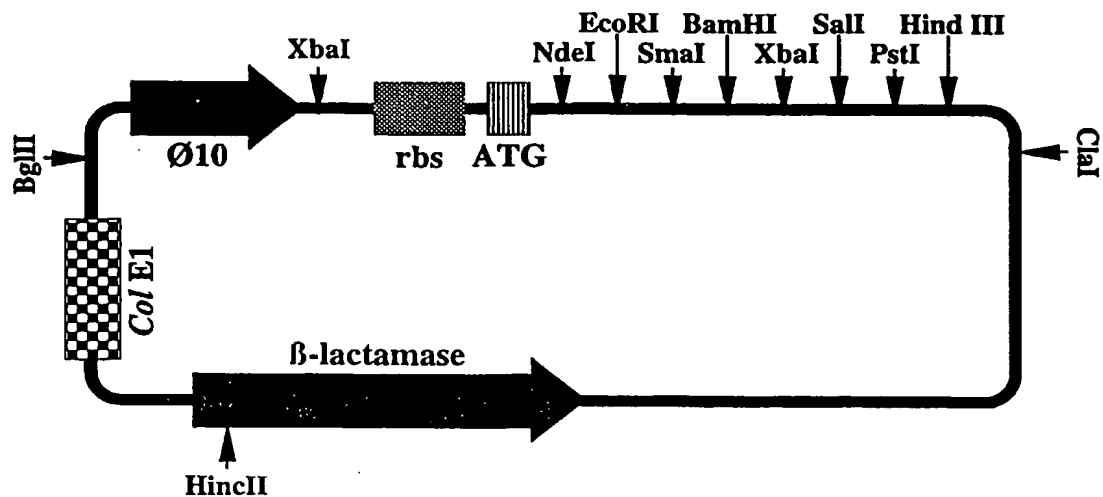 EcoRI BamHI SalI Hind III
XbaI NdeI SmaI XbaI PstI
BglII
Ø10
rbs
ATG
ClaI
Col E1
ß-lactamase
HincII